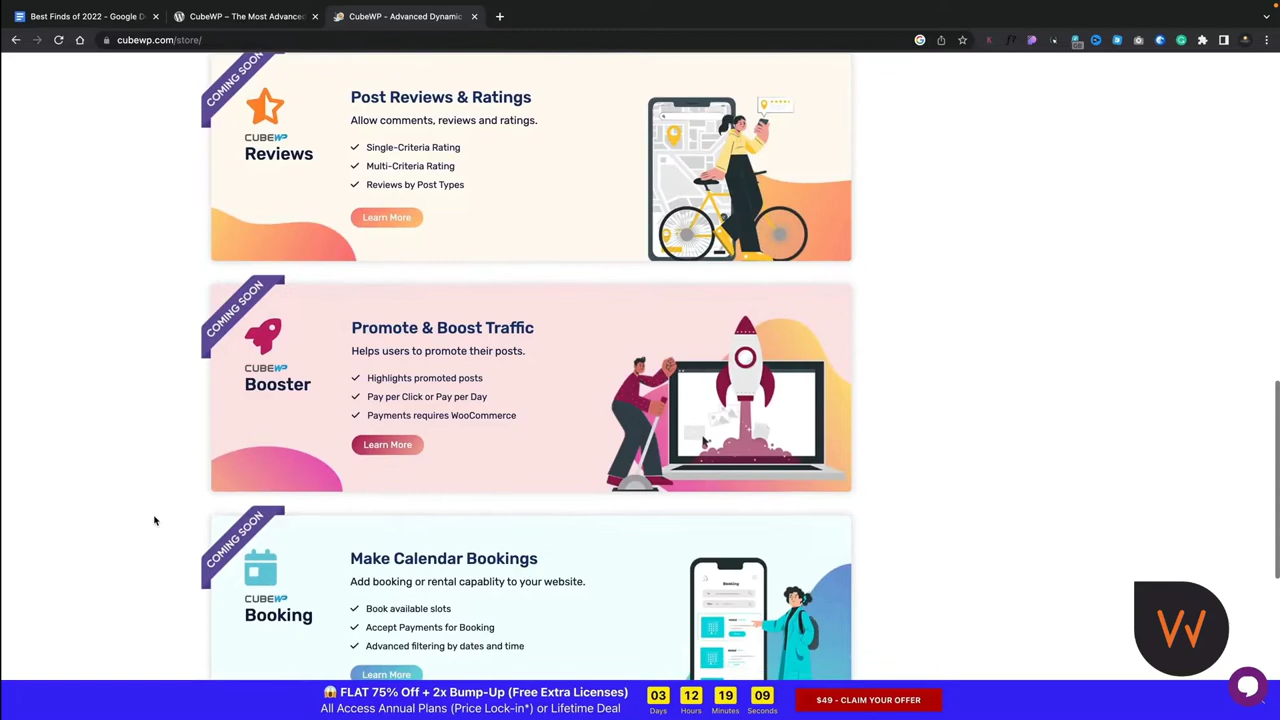 Best Finds of 2022 - Google D
CubeWP – The Most Advanced
CubeWP - Advanced Dynamic
cubewp.com/store/
COMING SOON
CUBEWP
Reviews
Post Reviews & Ratings
Allow comments, reviews and ratings.
Single-Criteria Rating
Multi-Criteria Rating
Reviews by Post Types
Learn More
COMING SOON
CUBEWP
Booster
Promote & Boost Traffic
Helps users to promote their posts.
Highlights promoted posts
Pay per Click or Pay per Day
Payments requires WooCommerce
Learn More
COMING SOON
CUBEWP
Booking
Make Calendar Bookings
Add booking or rental capablity to your website.
Book available slots
Accept Payments for Booking
Advanced filtering by dates and time
Learn More
Booking
FLAT 75% Off + 2x Bump-Up (Free Extra Licenses)
All Access Annual Plans (Price Lock-in*) or Lifetime Deal
03 12 19 09
Days Hours Minutes Seconds
$49 - CLAIM YOUR OFFER